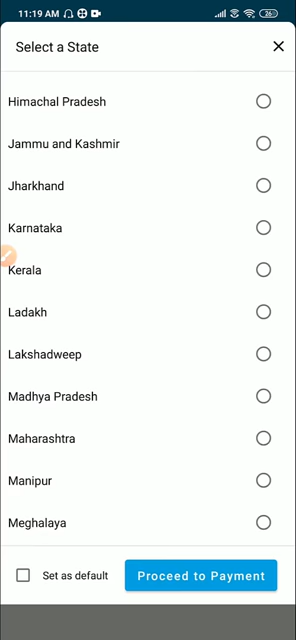 11:19 AM
26
Select a State
Himachal Pradesh
Jammu and Kashmir
Jharkhand
Karnataka
Kerala
Ladakh
Lakshadweep
Madhya Pradesh
Maharashtra
Manipur
Meghalaya
Set as default
Proceed to Payment